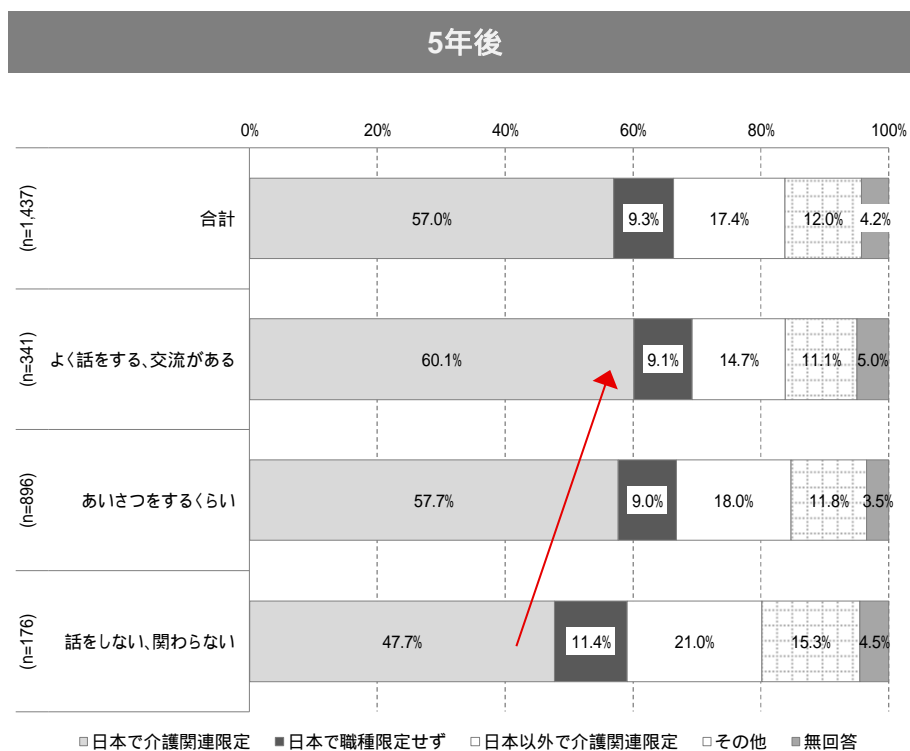 5年後
0% 20% 40% 60% 80% 100%
(n=1,437) 合計 57.0% 9.3% 17.4% 12.0% 4.2%
(n=341) よく話をする、交流がある 60.1% 9.1% 14.7% 11.1% 5.0%
(n=896) あいさつをするくらい 57.7% 9.0% 18.0% 11.8% 3.5%
(n=176) 話をしない、関わらない 47.7% 11.4% 21.0% 15.3% 4.5%
日本で介護関連限定 日本で職種限定せず 日本以外で介護関連限定 その他 無回答